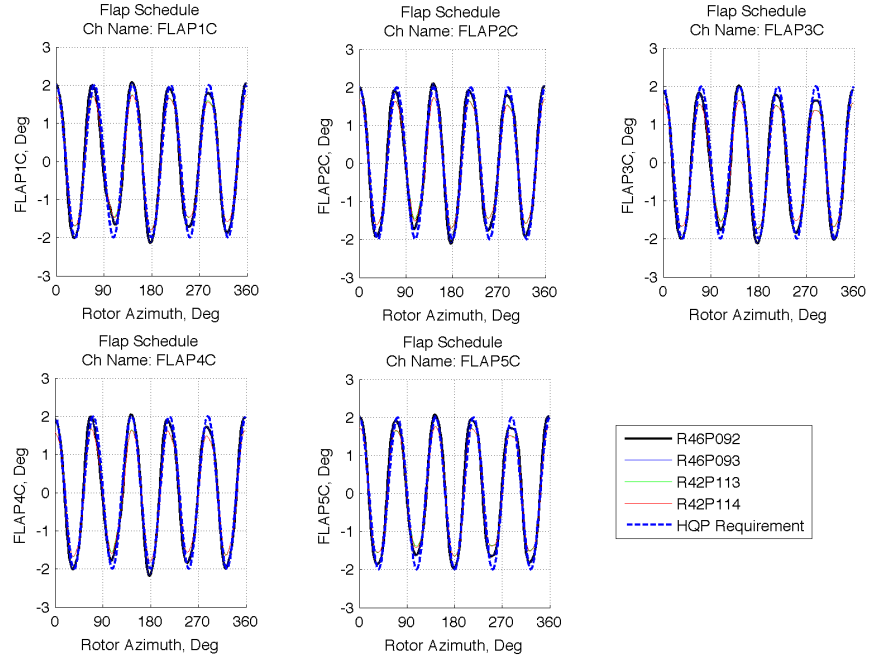 Flap Schedule
Ch Name: FLAP1C
3
2
1
0
-1
-2
-3
FLAP1C, Deg
0 90 180 270 360
Rotor Azimuth, Deg
Flap Schedule
Ch Name: FLAP2C
3
2
1
0
-1
-2
-3
FLAP2C, Deg
0 90 180 270 360
Rotor Azimuth, Deg
Flap Schedule
Ch Name: FLAP3C
3
2
1
0
-1
-2
-3
FLAP3C, Deg
0 90 180 270 360
Rotor Azimuth, Deg
Flap Schedule
Ch Name: FLAP4C
3
2
1
0
-1
-2
-3
FLAP4C, Deg
0 90 180 270 360
Rotor Azimuth, Deg
Flap Schedule
Ch Name: FLAP5C
3
2
1
0
-1
-2
-3
FLAP5C, Deg
0 90 180 270 360
Rotor Azimuth, Deg
R46P092
R46P093
R42P113
R42P114
HQP Requirement